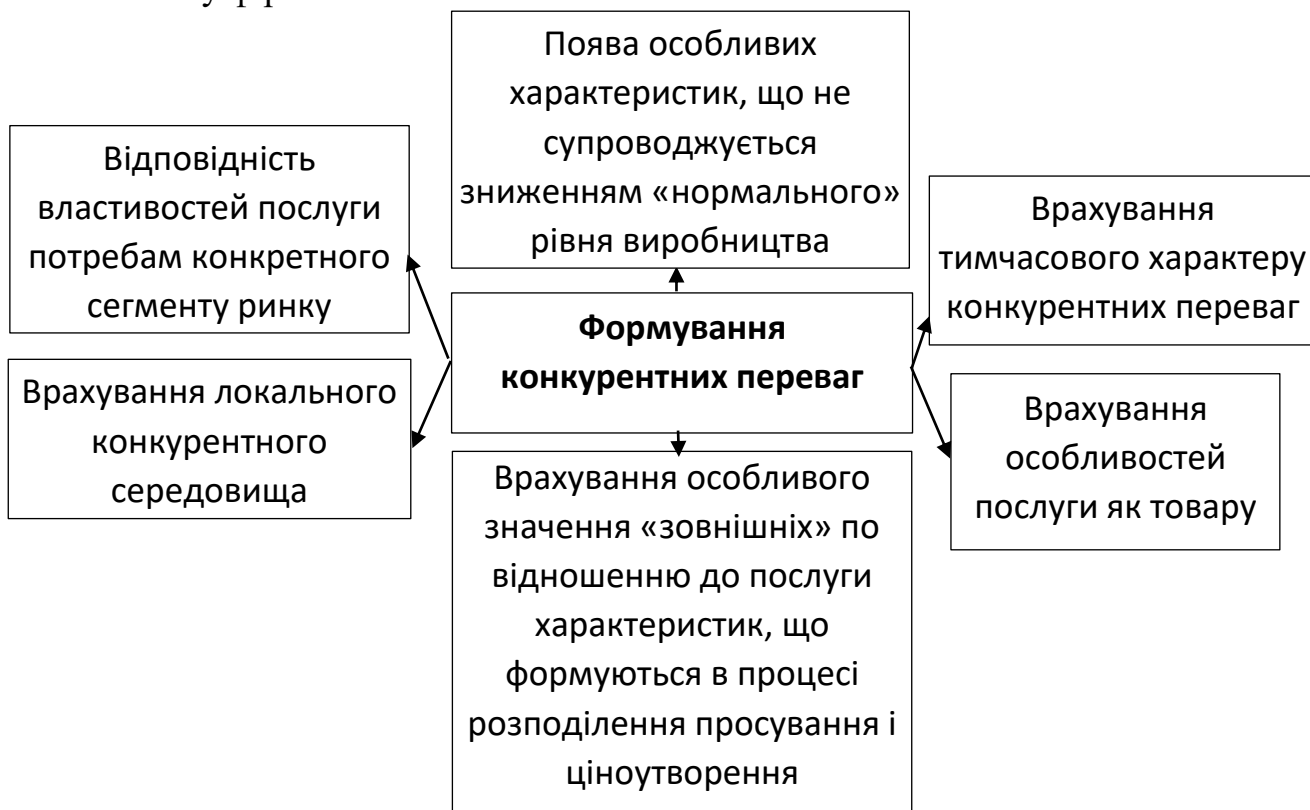 Поява особливих
характеристик, що не
супроводжується
зниженням «нормального»
рівня виробництва
Відповідність
властивостей послуги
потребам конкретного
сегменту ринку
Врахування
тимчасового характеру
конкурентних переваг
Формування
конкурентних переваг
Врахування локального
конкурентного
середовища
Врахування
особливостей
послуги як товару
Врахування особливого
значення «зовнішніх» по
відношенню до послуги
характеристик, що
формуються в процесі
розподілення просування і
ціноутворення